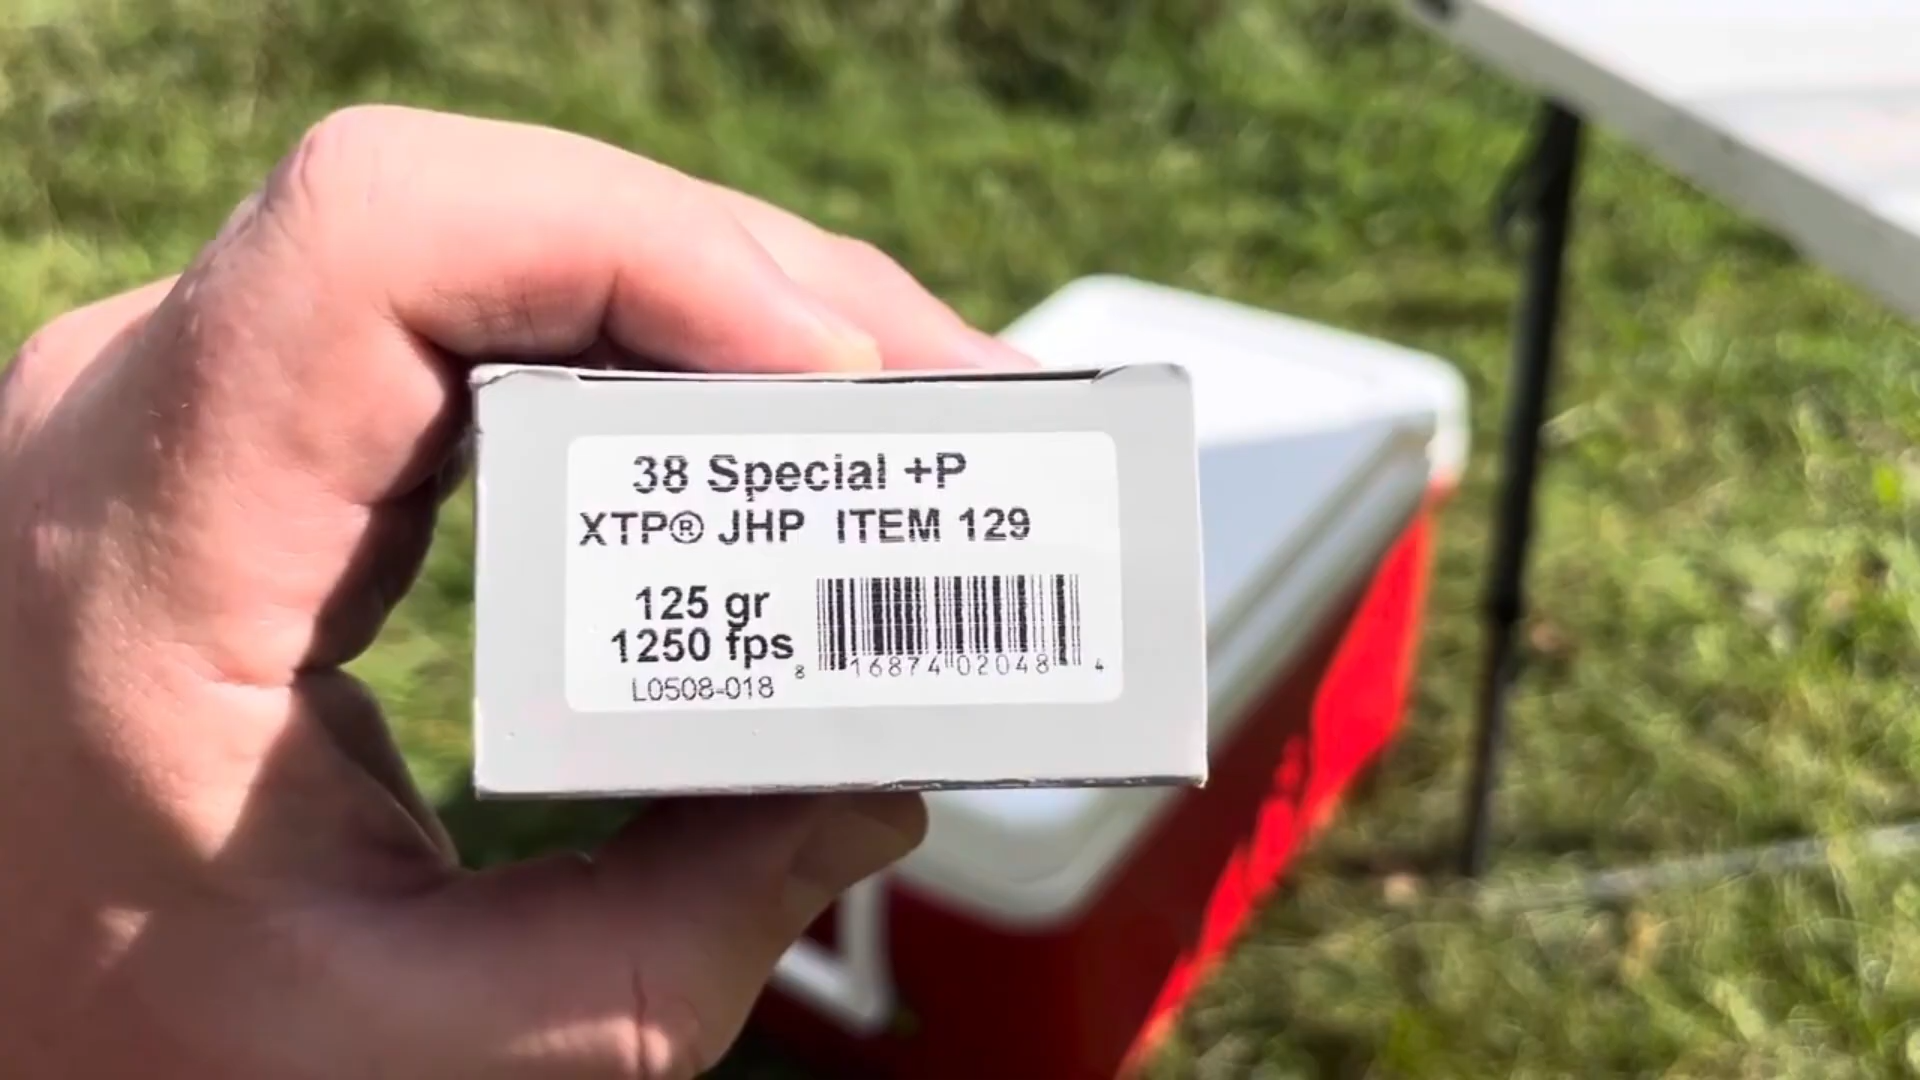 38 Special +P
XTP® JHP ITEM 129
125 gr
1250 fps
L0508-018
8 16874 02048 4